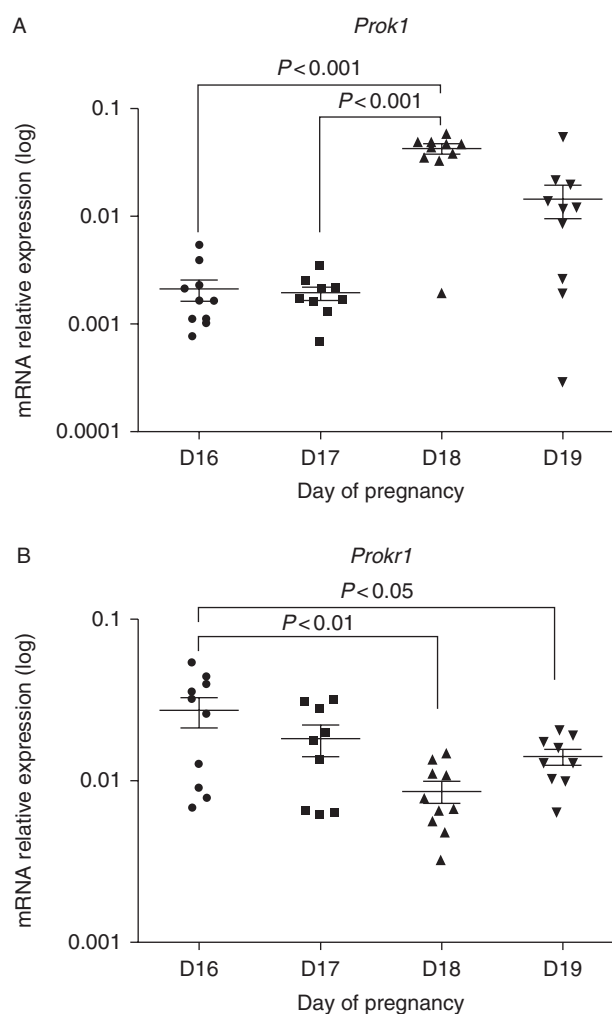 A
Prok1
P<0.001
P<0.001
0.1
0.01
0.001
0.0001
mRNA relative expression (log)
D16 D17 D18 D19
Day of pregnancy
B
Prokr1
P<0.05
P<0.01
0.1
0.01
0.001
mRNA relative expression (log)
D16 D17 D18 D19
Day of pregnancy